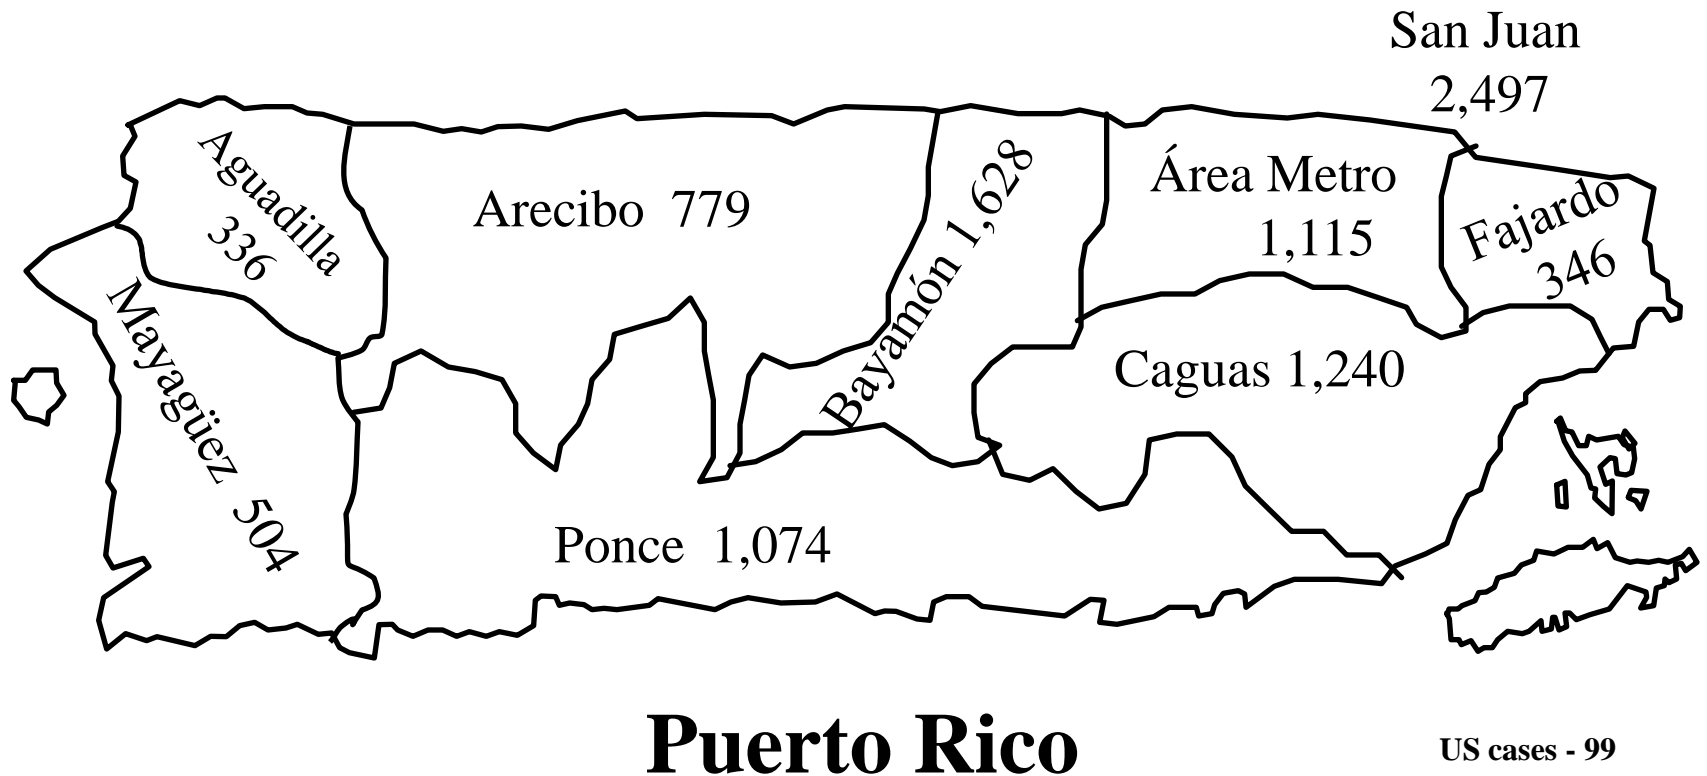 San Juan
2,497
Aguadilla
336
Arecibo 779
Bayamón 1,628
Área Metro
1,115
Fajardo
346
Mayagüez 504
Caguas 1,240
Ponce 1,074
Puerto Rico
US cases - 99